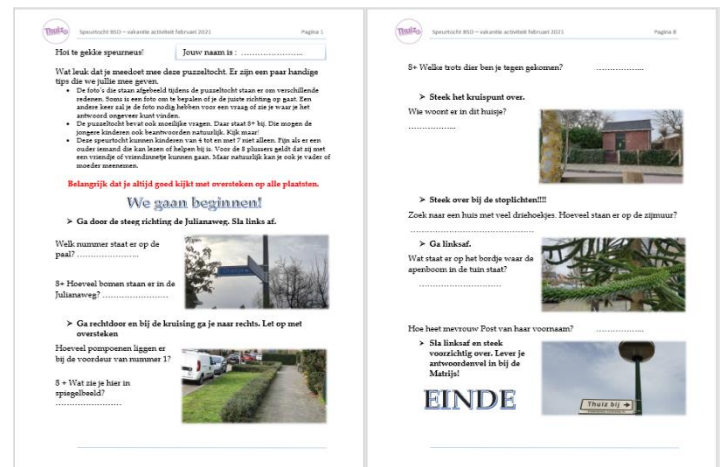 Thuiz
Speurtocht BSO – vakantie activiteit februari 2021
Pagina 1
Hoi te gekke speurneus!
Jouw naam is : ........................
Wat leuk dat je meedoet mee deze puzzeltocht. Er zijn een paar handige
tips die we jullie mee geven.
• De foto's die staan afgebeeld tijdens de puzzeltocht staan er om verschillende
redenen. Soms is een foto om te bepalen of je de juiste richting op gaat. Een
andere keer zal je de foto nodig hebben voor een vraag of zie je waar je het
antwoord ongeveer kunt vinden.
• De puzzeltocht bevat ook moeilijke vragen. Daar staat 8+ bij. Die mogen de
jongere kinderen ook beantwoorden natuurlijk. Kijk maar!
• Deze speurtocht kunnen kinderen van 4 tot en met 7 niet alleen. Fijn als er een
ouder iemand die kan lezen of helpen bij is. Voor de 8 plussers geldt dat zij met
een vriendje of vriendinnetje kunnen gaan. Maar natuurlijk kan je ook je vader of
moeder meenemen.
Belangrijk dat je altijd goed kijkt met oversteken op alle plaatsten.
We gaan beginnen!
➢ Ga door de steeg richting de Julianaweg. Sla links af.
Welk nummer staat er op de
paal? ........................
8+ Hoeveel bomen staan er in de
Julianaweg? ........................
➢ Ga rechtdoor en bij de kruising ga je naar rechts. Let op met
oversteken
Hoeveel pompoenen liggen er
bij de voordeur van nummer 1?
8 + Wat zie je hier in
spiegelbeeld?
........................
Thuiz
Speurtocht BSO – vakantie activiteit februari 2021
Pagina 8
8+ Welke trots dier ben je tegen gekomen? ..................
➢ Steek het kruispunt over.
Wie woont er in dit huisje?
..................
➢ Steek over bij de stoplichten!!!!
Zoek naar een huis met veel driehoekjes. Hoeveel staan er op de zijmuur?
........................................
➢ Ga linksaf.
Wat staat er op het bordje waar de
apenboom in de tuin staat?
..............................
Hoe heet mevrouw Post van haar voornaam? ..................
➢ Sla linksaf en steek
voorzichtig over. Lever je
antwoordenvel in bij de
Matrijs!
EINDE
Thuiz bij →